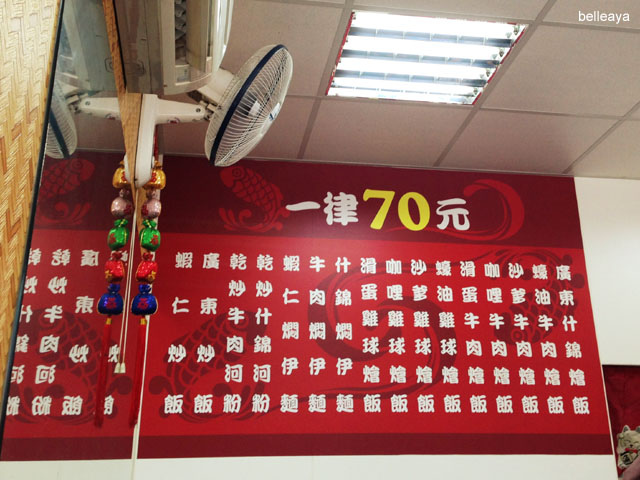 belleaya
一律70元
廣東什錦燴飯
蠔油牛肉燴飯
沙爹牛肉燴飯
咖哩牛肉燴飯
滑蛋牛肉燴飯
蠔油雞球燴飯
沙爹雞球燴飯
咖哩雞球燴飯
滑蛋雞球燴飯
什錦燜伊麵
牛肉燜伊麵
蝦仁燜伊麵
乾炒什錦河粉
乾炒牛肉河粉
廣東炒飯
蝦仁炒飯